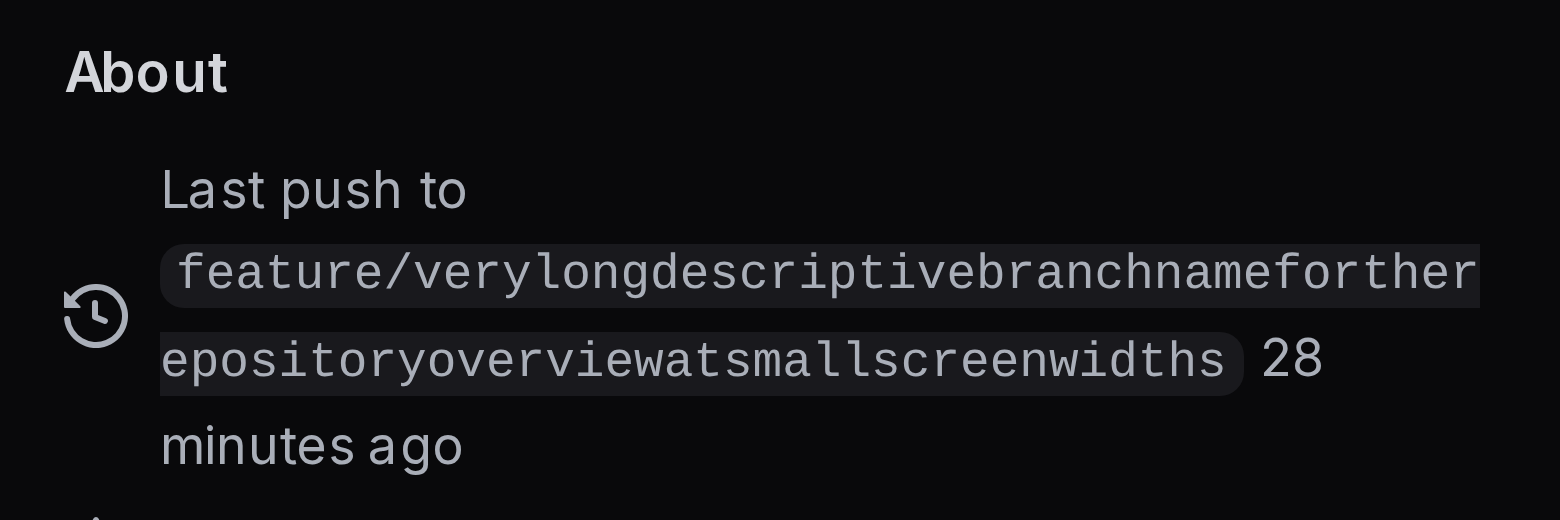 About
Last push to
feature/verylongdescriptivebranchnameforther
epositoryoverviewatsmallscreenwidths 28
minutes ago